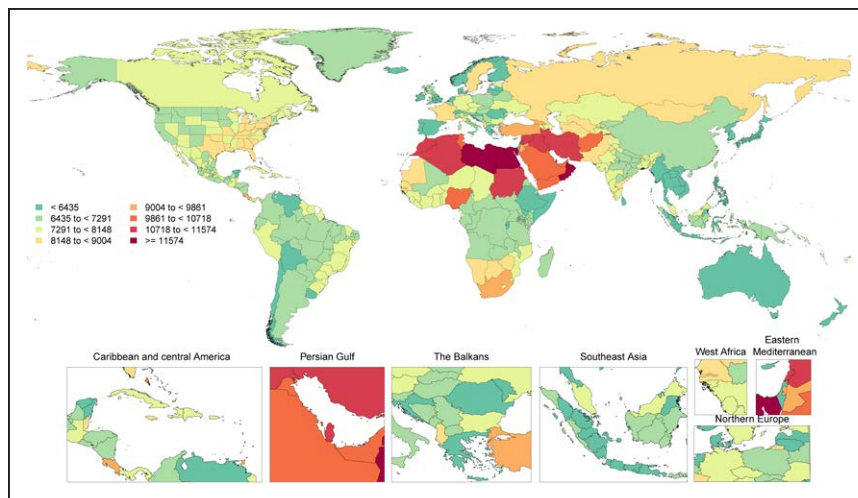 < 6435
6435 to < 7291
7291 to < 8148
8148 to < 9004
9004 to < 9861
9861 to < 10718
10718 to < 11574
>= 11574
Caribbean and central America
Persian Gulf
The Balkans
Southeast Asia
West Africa
Eastern
Mediterranean
Northern Europe